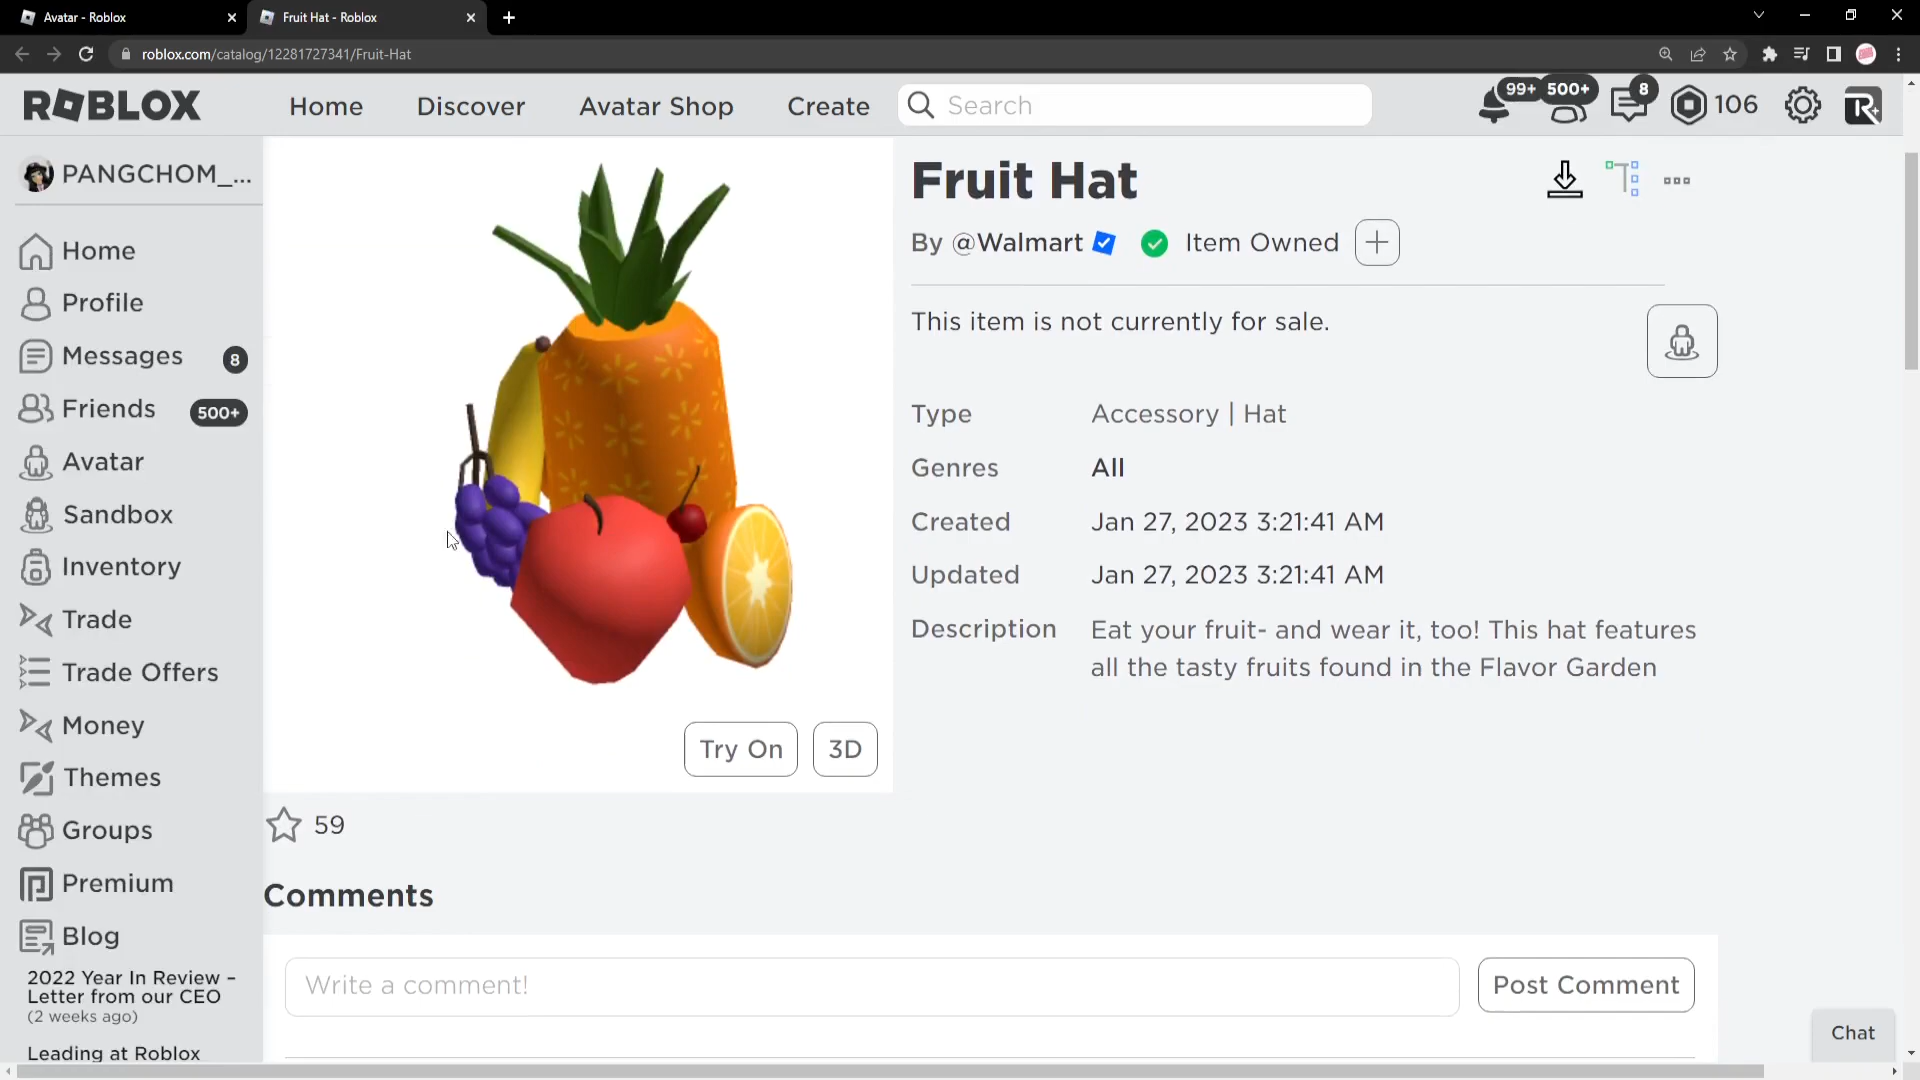 Avatar - Roblox
Fruit Hat - Roblox
roblox.com/catalog/12281727341/Fruit-Hat
ROBLOX
Home
Discover
Avatar Shop
Create
Search
99+
500+
8
106
PANGCHOM_...
Home
Profile
Messages
8
Friends
500+
Avatar
Sandbox
Inventory
Trade
Trade Offers
Money
Themes
Groups
Premium
Blog
2022 Year In Review –
Letter from our CEO
(2 weeks ago)
Leading at Roblox
Try On
3D
59
Fruit Hat
By @Walmart
Item Owned
This item is not currently for sale.
Type Accessory | Hat
Genres All
Created Jan 27, 2023 3:21:41 AM
Updated Jan 27, 2023 3:21:41 AM
Description Eat your fruit- and wear it, too! This hat features
all the tasty fruits found in the Flavor Garden
Comments
Write a comment!
Post Comment
Chat